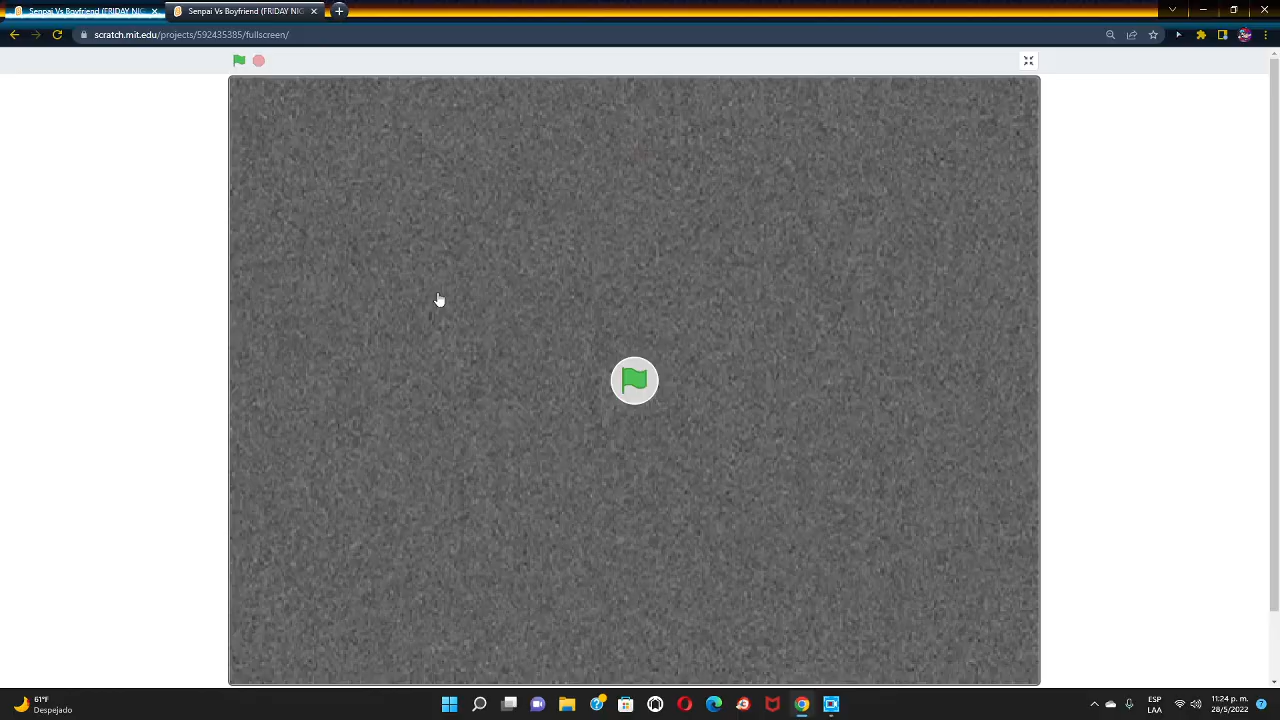 Senpai Vs Boyfriend (FRIDAY NIG
Senpai Vs Boyfriend (FRIDAY NIG
scratch.mit.edu/projects/592435385/fullscreen/
61°F
Despejado
ESP
LAA
11:24 p. m.
28/5/2022